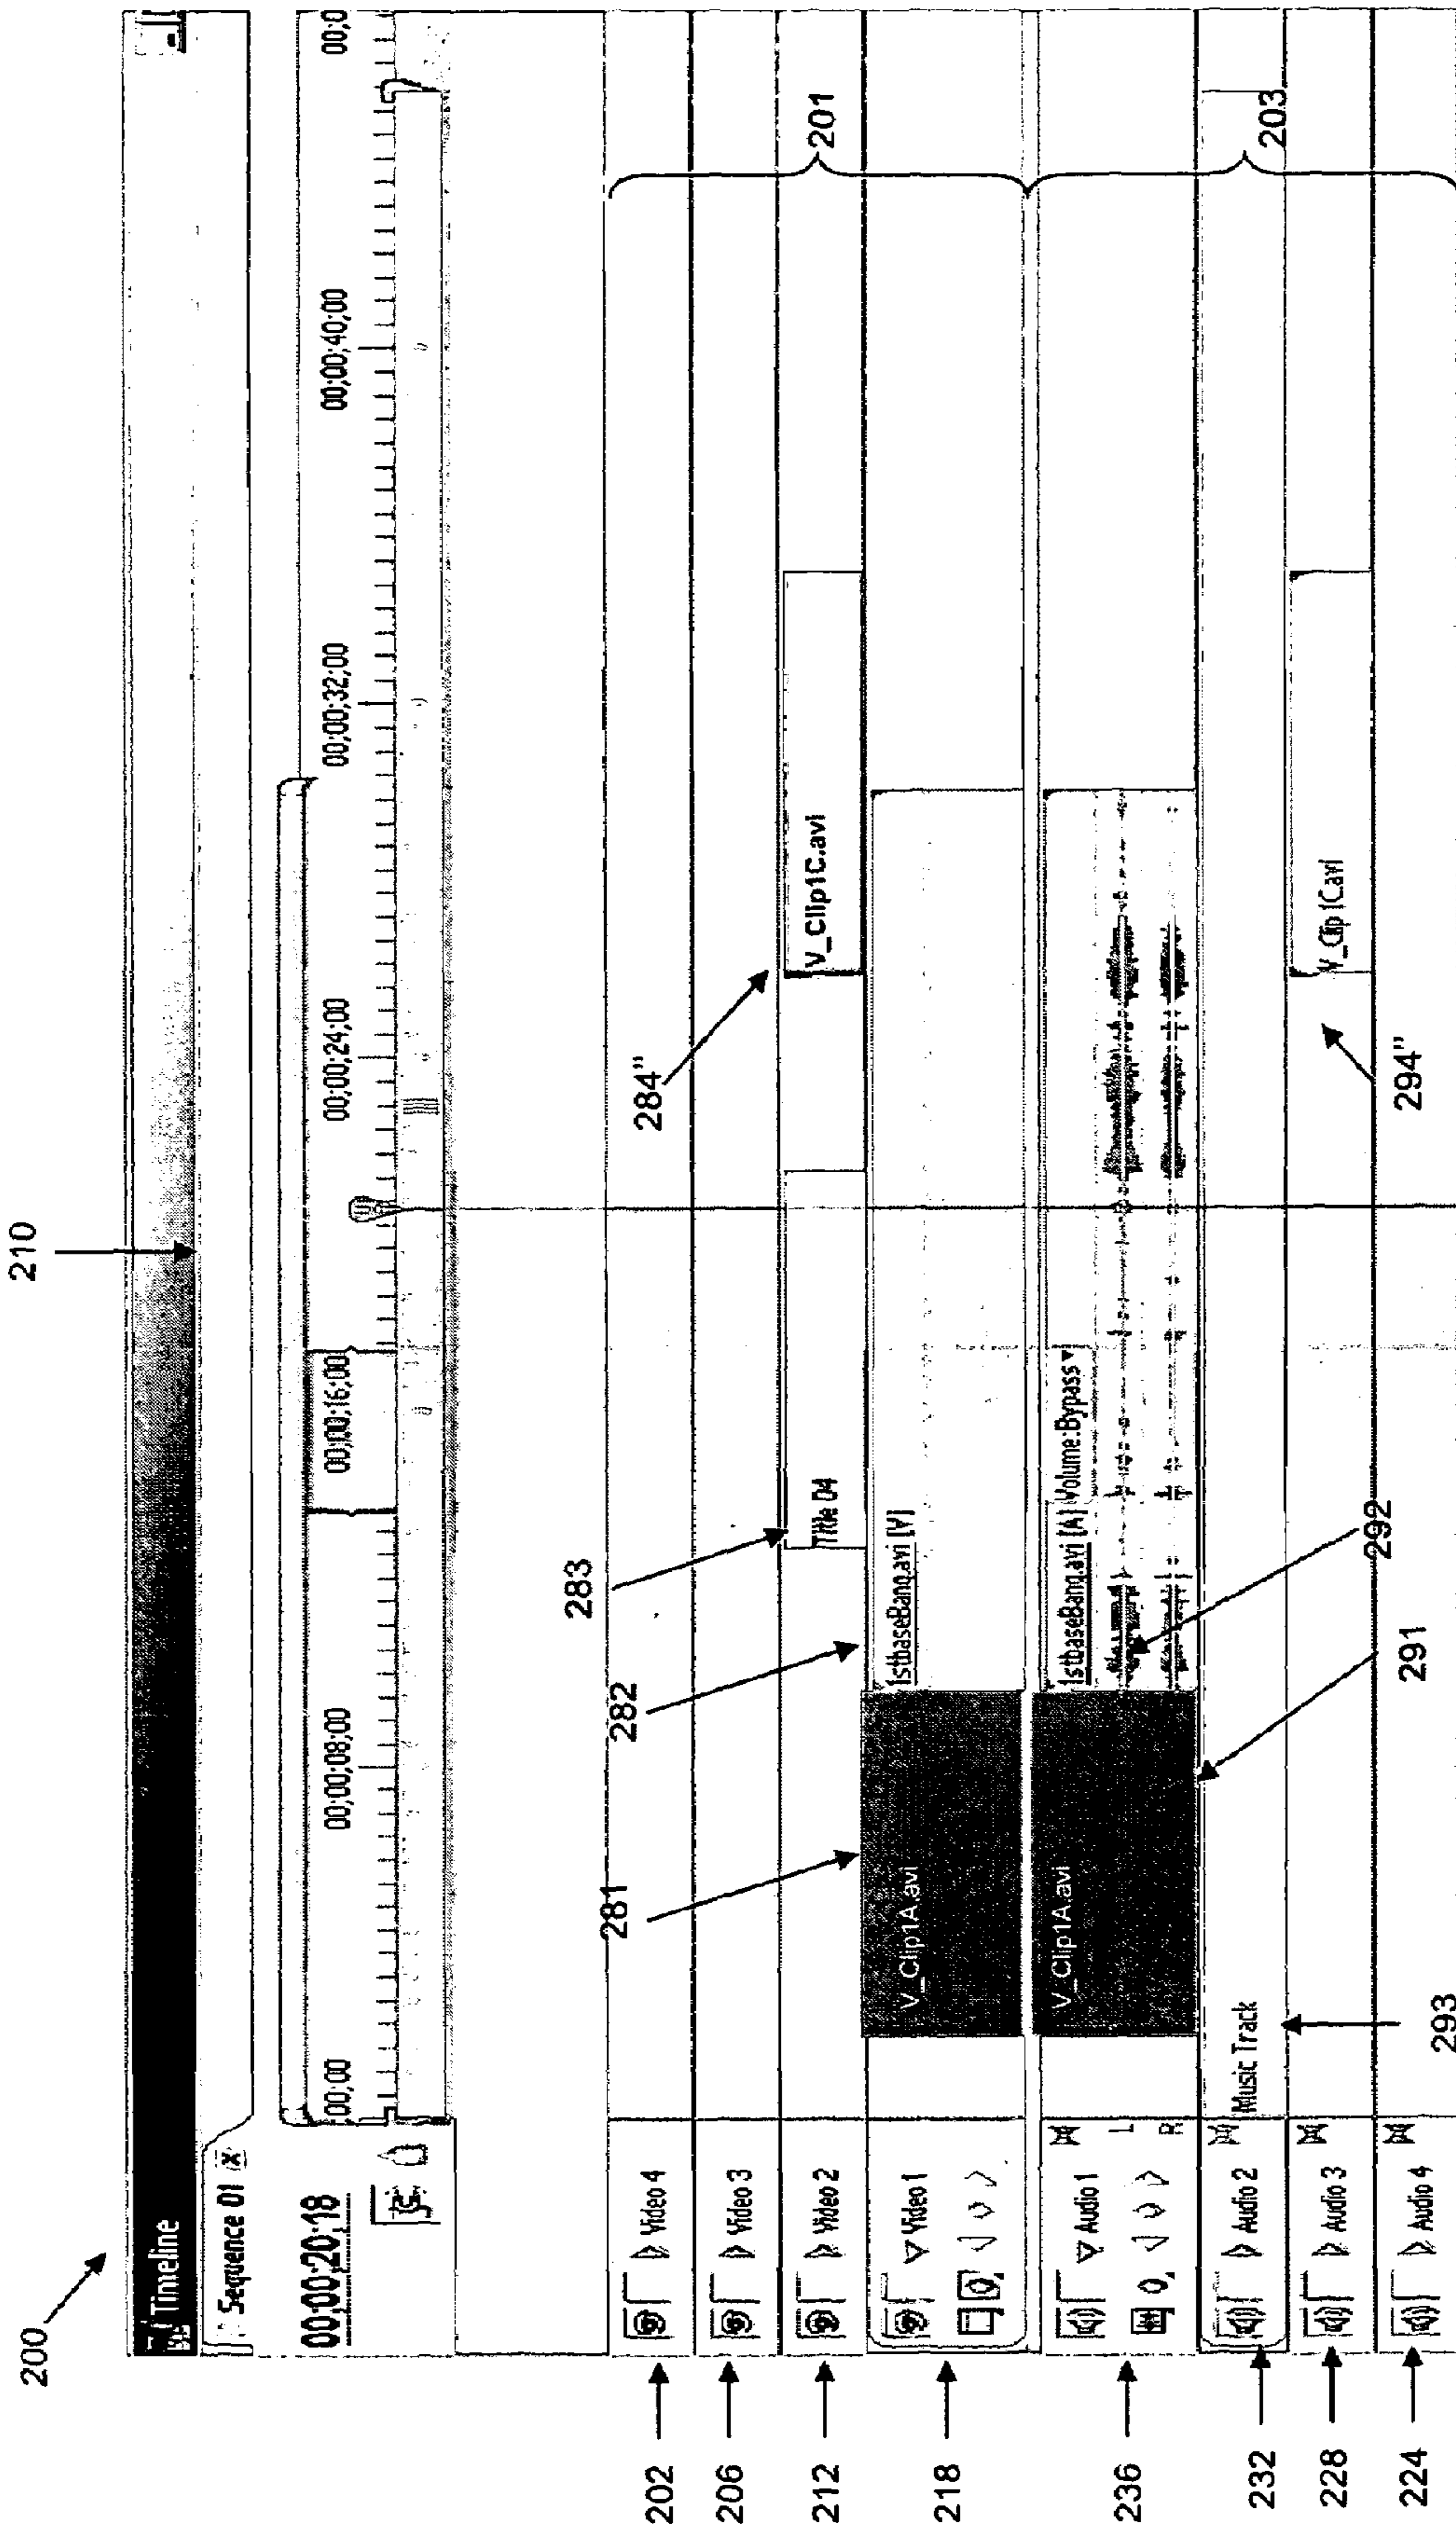 200
210
Timeline
Sequence 01 x
00;00;20;18
00;00 00;00;08;00 00;00;16;00 00;00;24;00 00;00;32;00 00;00;40;00 00;0
202 Video 4
206 Video 3
201
283
284"
212 Video 2 Title 04 V_Clip1C.avi
281
282
218 Video 1 V_Clip1A.avi 1stbaseBang.avi [V]
236 Audio 1 V_Clip1A.avi 1stbaseBang.avi [A] Volume:Bypass
L
R
292
291
203
232 Audio 2 Music Track
293
228 Audio 3 V_Clip1C.avi
294"
224 Audio 4